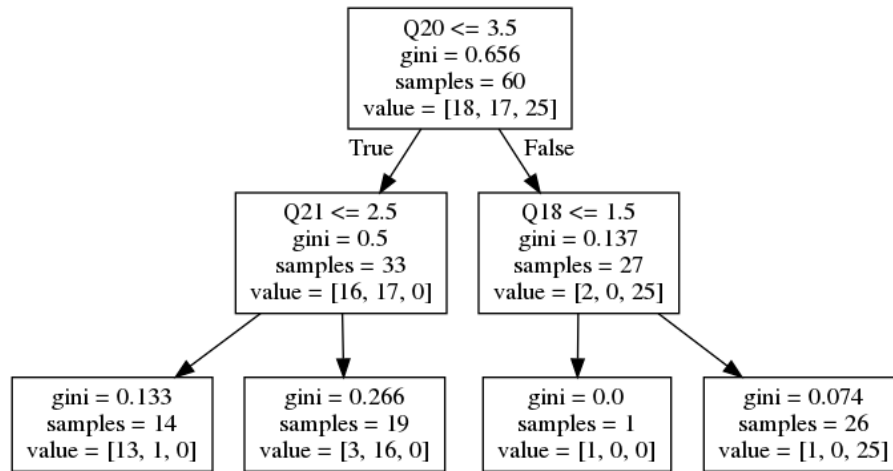 Q20 <= 3.5
gini = 0.656
samples = 60
value = [18, 17, 25]
True
False
Q21 <= 2.5
gini = 0.5
samples = 33
value = [16, 17, 0]
Q18 <= 1.5
gini = 0.137
samples = 27
value = [2, 0, 25]
gini = 0.133
samples = 14
value = [13, 1, 0]
gini = 0.266
samples = 19
value = [3, 16, 0]
gini = 0.0
samples = 1
value = [1, 0, 0]
gini = 0.074
samples = 26
value = [1, 0, 25]